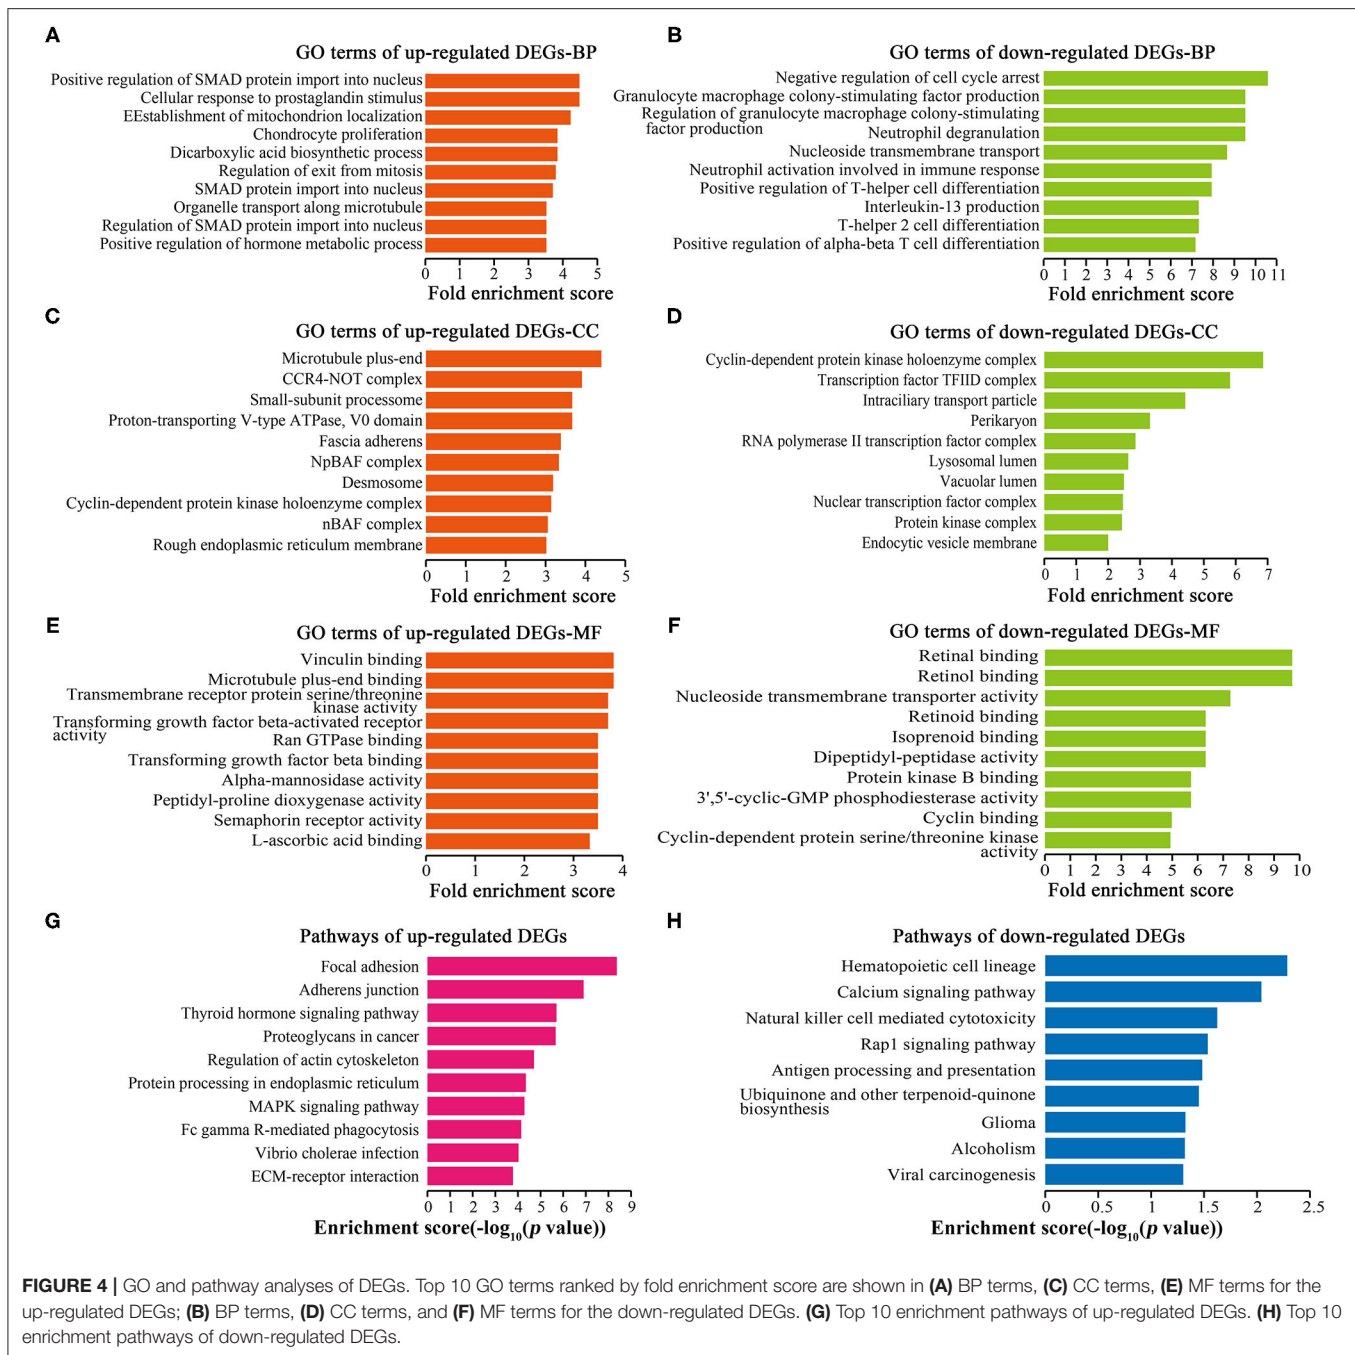 A
GO terms of up-regulated DEGs-BP
Positive regulation of SMAD protein import into nucleus
Cellular response to prostaglandin stimulus
EEstablishment of mitochondrion localization
Chondrocyte proliferation
Dicarboxylic acid biosynthetic process
Regulation of exit from mitosis
SMAD protein import into nucleus
Organelle transport along microtubule
Regulation of SMAD protein import into nucleus
Positive regulation of hormone metabolic process
0 1 2 3 4 5
Fold enrichment score
B
GO terms of down-regulated DEGs-BP
Negative regulation of cell cycle arrest
Granulocyte macrophage colony-stimulating factor production
Regulation of granulocyte macrophage colony-stimulating
factor production
Neutrophil degranulation
Nucleoside transmembrane transport
Neutrophil activation involved in immune response
Positive regulation of T-helper cell differentiation
Interleukin-13 production
T-helper 2 cell differentiation
Positive regulation of alpha-beta T cell differentiation
0 1 2 3 4 5 6 7 8 9 10 11
Fold enrichment score
C
GO terms of up-regulated DEGs-CC
Microtubule plus-end
CCR4-NOT complex
Small-subunit processome
Proton-transporting V-type ATPase, V0 domain
Fascia adherens
NpBAF complex
Desmosome
Cyclin-dependent protein kinase holoenzyme complex
nBAF complex
Rough endoplasmic reticulum membrane
0 1 2 3 4 5
Fold enrichment score
D
GO terms of down-regulated DEGs-CC
Cyclin-dependent protein kinase holoenzyme complex
Transcription factor TFIID complex
Intraciliary transport particle
Perikaryon
RNA polymerase II transcription factor complex
Lysosomal lumen
Vacuolar lumen
Nuclear transcription factor complex
Protein kinase complex
Endocytic vesicle membrane
0 1 2 3 4 5 6 7
Fold enrichment score
E
GO terms of up-regulated DEGs-MF
Vinculin binding
Microtubule plus-end binding
Transmembrane receptor protein serine/threonine
kinase activity
Transforming growth factor beta-activated receptor
activity
Ran GTPase binding
Transforming growth factor beta binding
Alpha-mannosidase activity
Peptidyl-proline dioxygenase activity
Semaphorin receptor activity
L-ascorbic acid binding
0 1 2 3 4
Fold enrichment score
F
GO terms of down-regulated DEGs-MF
Retinal binding
Retinol binding
Nucleoside transmembrane transporter activity
Retinoid binding
Isoprenoid binding
Dipeptidyl-peptidase activity
Protein kinase B binding
3',5'-cyclic-GMP phosphodiesterase activity
Cyclin binding
Cyclin-dependent protein serine/threonine kinase
activity
0 1 2 3 4 5 6 7 8 9 10
Fold enrichment score
G
Pathways of up-regulated DEGs
Focal adhesion
Adherens junction
Thyroid hormone signaling pathway
Proteoglycans in cancer
Regulation of actin cytoskeleton
Protein processing in endoplasmic reticulum
MAPK signaling pathway
Fc gamma R-mediated phagocytosis
Vibrio cholerae infection
ECM-receptor interaction
0 1 2 3 4 5 6 7 8 9
Enrichment score(-log10(p value))
H
Pathways of down-regulated DEGs
Hematopoietic cell lineage
Calcium signaling pathway
Natural killer cell mediated cytotoxicity
Rap1 signaling pathway
Antigen processing and presentation
Ubiquinone and other terpenoid-quinone
biosynthesis
Glioma
Alcoholism
Viral carcinogenesis
0 0.5 1 1.5 2 2.5
Enrichment score(-log10(p value))
FIGURE 4 | GO and pathway analyses of DEGs. Top 10 GO terms ranked by fold enrichment score are shown in (A) BP terms, (C) CC terms, (E) MF terms for the
up-regulated DEGs; (B) BP terms, (D) CC terms, and (F) MF terms for the down-regulated DEGs. (G) Top 10 enrichment pathways of up-regulated DEGs. (H) Top 10
enrichment pathways of down-regulated DEGs.